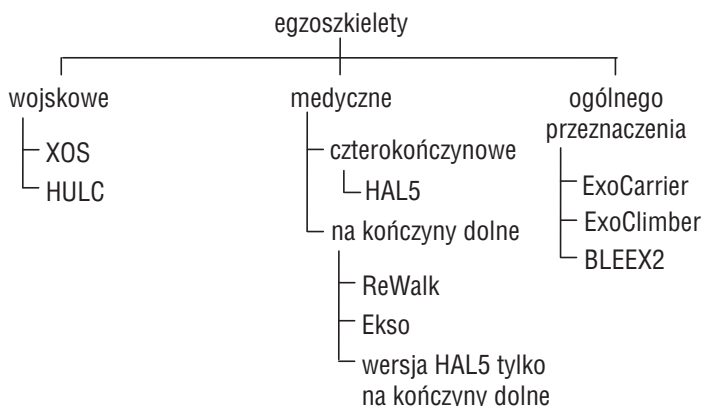 egzoszkielety
wojskowe
XOS
HULC
medyczne
czterokończynowe
HAL5
na kończyny dolne
ReWalk
Ekso
wersja HAL5 tylko
na kończyny dolne
ogólnego
przeznaczenia
ExoCarrier
ExoClimber
BLEEX2